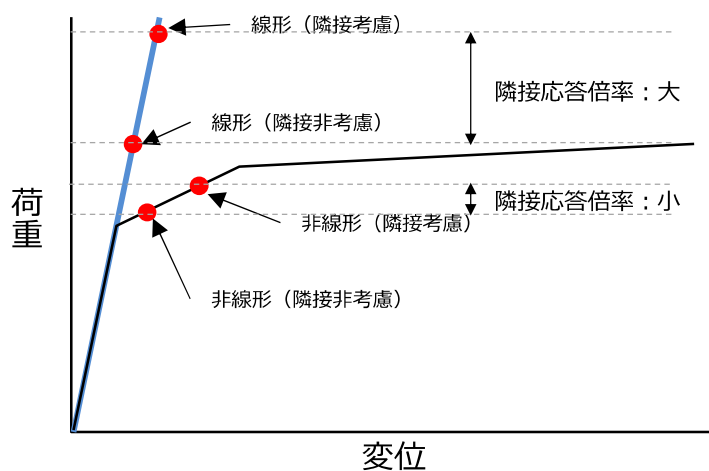 線形（隣接考慮）
隣接応答倍率：大
線形（隣接非考慮）
荷重
隣接応答倍率：小
非線形（隣接考慮）
非線形（隣接非考慮）
変位